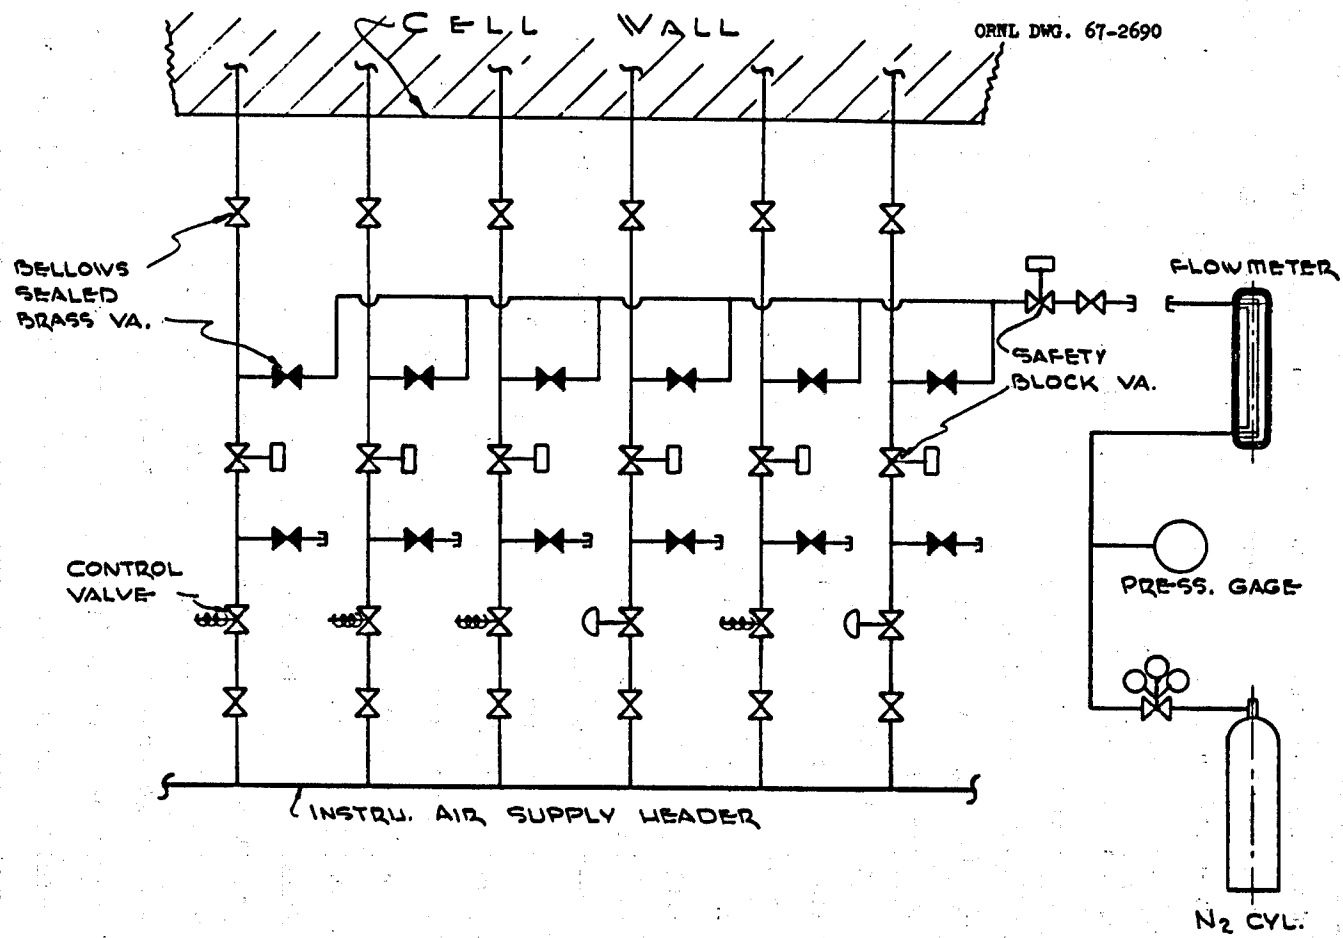 CELL WALL
ORNL DWG. 67-2690
BELLOWS
SEALED
BRASS VA.
FLOWMETER
SAFETY
BLOCK VA.
CONTROL
VALVE
PRESS. GAGE
INSTRU. AIR SUPPLY HEADER
N2 CYL.